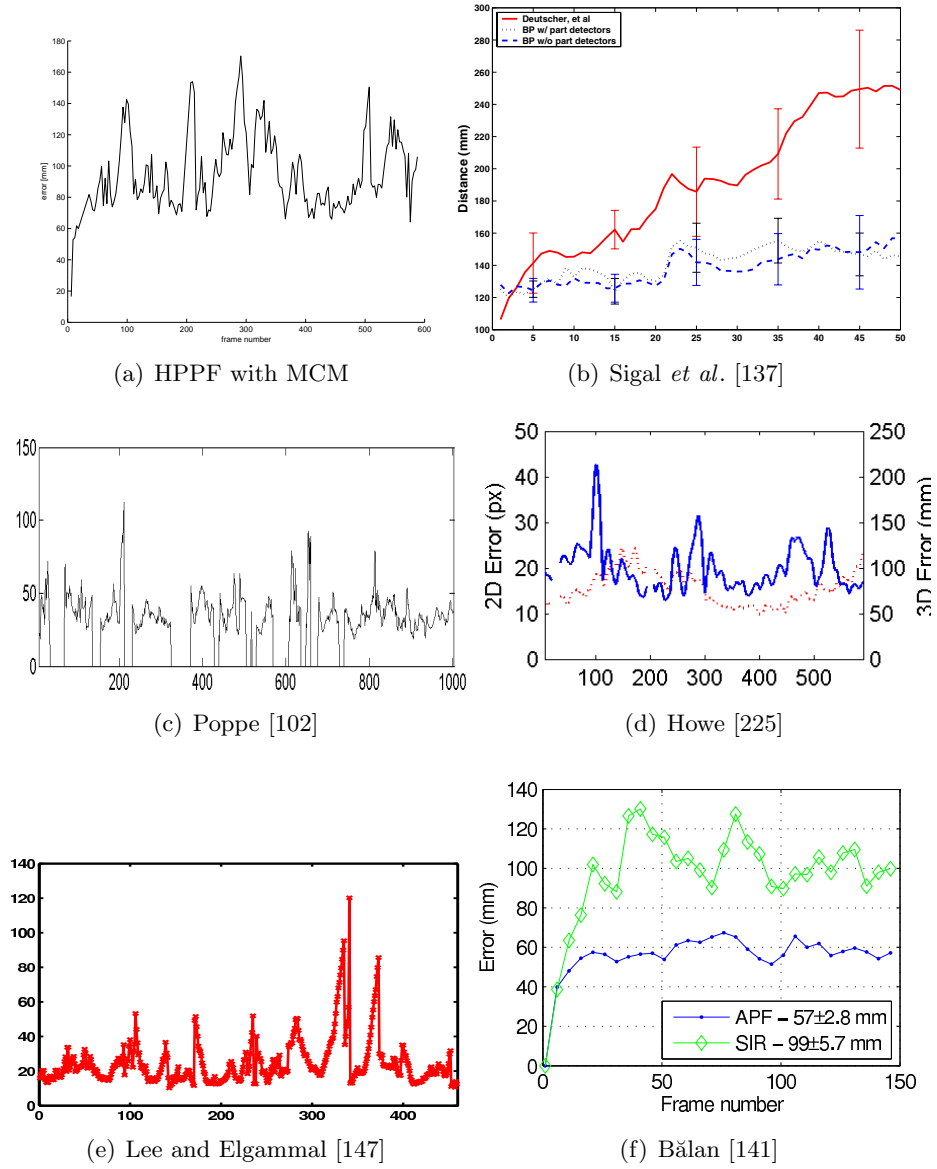 180
160
140
120
100
80
60
40
20
0
error [mm]
0 100 200 300 400 500 600
frame number
(a) HPPF with MCM
300
280
260
240
220
200
180
160
140
120
100
Distance (mm)
Deutscher, et al
BP w/ part detectors
BP w/o part detectors
0 5 10 15 20 25 30 35 40 45 50
(b) Sigal et al. [137]
150
100
50
0
200 400 600 800 1000
(c) Poppe [102]
50
40
30
20
10
0
2D Error (px)
250
200
150
100
50
0
3D Error (mm)
100 200 300 400 500
(d) Howe [225]
140
120
100
80
60
40
20
0
0 100 200 300 400
(e) Lee and Elgammal [147]
140
120
100
80
60
40
20
0
Error (mm)
APF – 57±2.8 mm
SIR – 99±5.7 mm
0 50 100 150
Frame number
(f) Bălan [141]